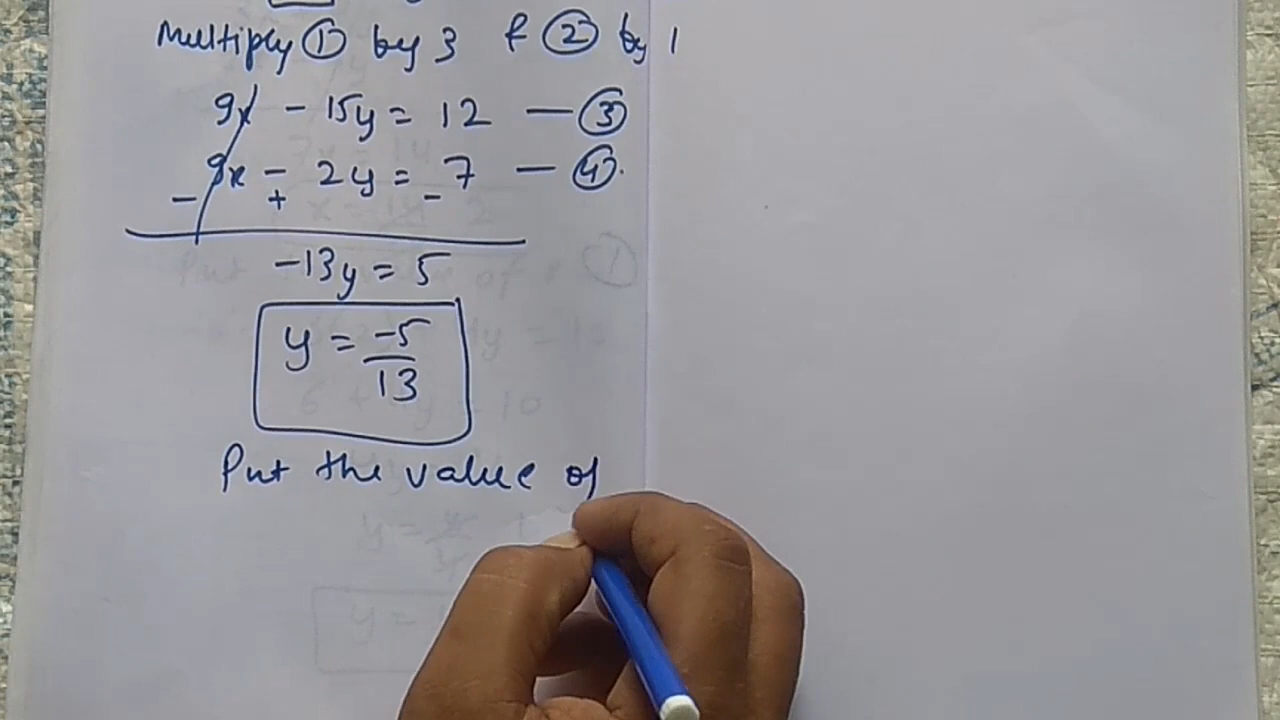 Multiply ① by 3 & ② by 1
9x - 15y = 12 — ③
9x - 2y = 7 — ④.
- + -
-13y = 5
y = -5/13
Put the value of